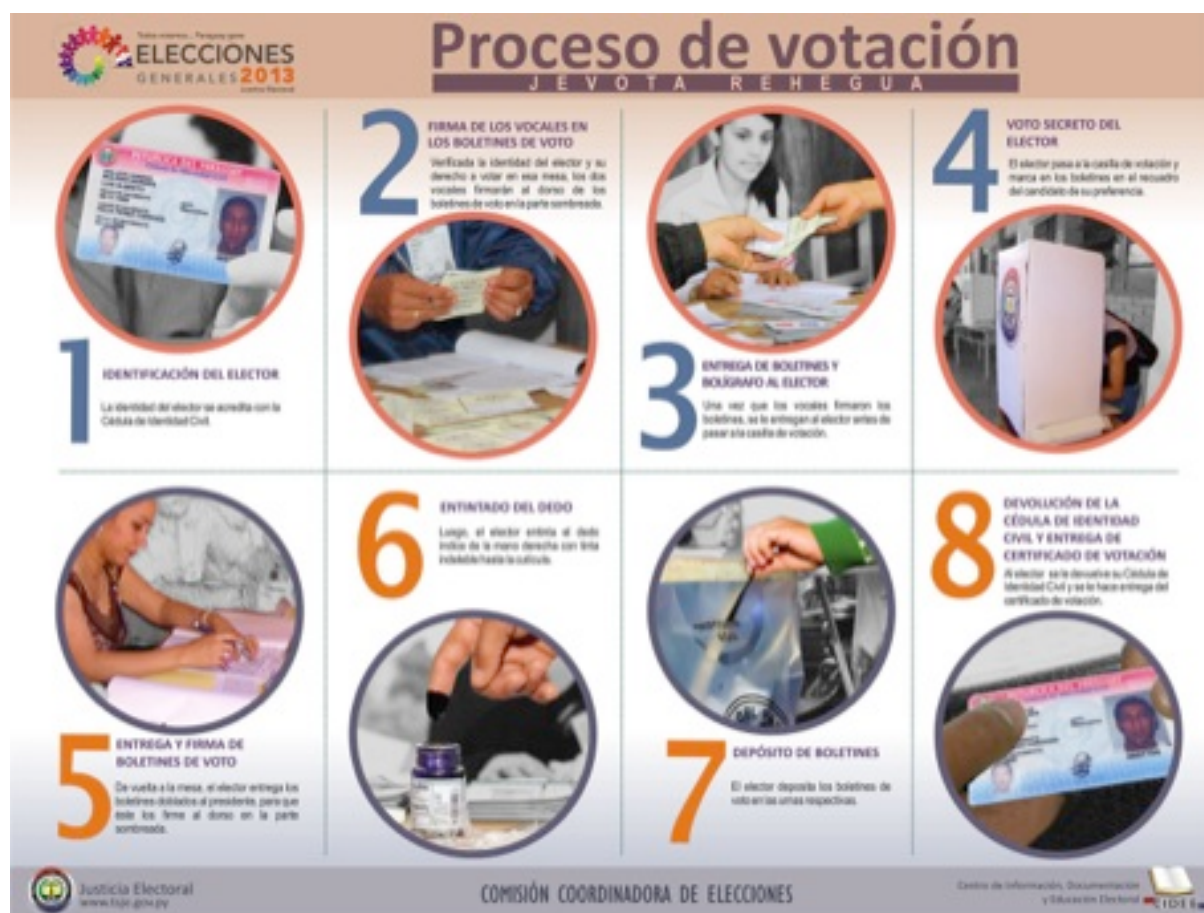 ELECCIONES
GENERALES 2013
Proceso de votación
JEVOTA REHEGUA
1
IDENTIFICACIÓN DEL ELECTOR
La identidad del elector se acredita con la
Cédula de Identidad Civil.
2
FIRMA DE LOS VOCALES EN
LOS BOLETINES DE VOTO
Verificada la identidad del elector y su
derecho a votar en esa mesa, los dos
vocales firmarán al dorso de los
boletines de voto en la parte sombreada.
3
ENTREGA DE BOLETINES Y
BOLÍGRAFO AL ELECTOR
Una vez que los vocales firmaron los
boletines, se le entregan al elector antes de
pasar a la casilla de votación.
4
VOTO SECRETO DEL
ELECTOR
El elector pasa a la casilla de votación y
marca en los boletines en el recuadro
del candidato de su preferencia.
5
ENTREGA Y FIRMA DE
BOLETINES DE VOTO
De vuelta a la mesa, el elector entrega los
boletines doblados al presidente, para que
éste los firme al dorso en la parte
sombreada.
6
ENTINTADO DEL DEDO
Luego, el elector entinta el dedo
índice de la mano derecha con tinta
indeleble hasta la cutícula.
7
DEPÓSITO DE BOLETINES
El elector deposita los boletines de
voto en las urnas respectivas.
8
DEVOLUCIÓN DE LA
CÉDULA DE IDENTIDAD
CIVIL Y ENTREGA DE
CERTIFICADO DE VOTACIÓN
Al elector se le devuelve su Cédula de
Identidad Civil y se le hace entrega del
certificado de votación.
Justicia Electoral
www.tsje.gov.py
COMISIÓN COORDINADORA DE ELECCIONES
Centro de Información, Documentación
y Educación Electoral
CIDEE